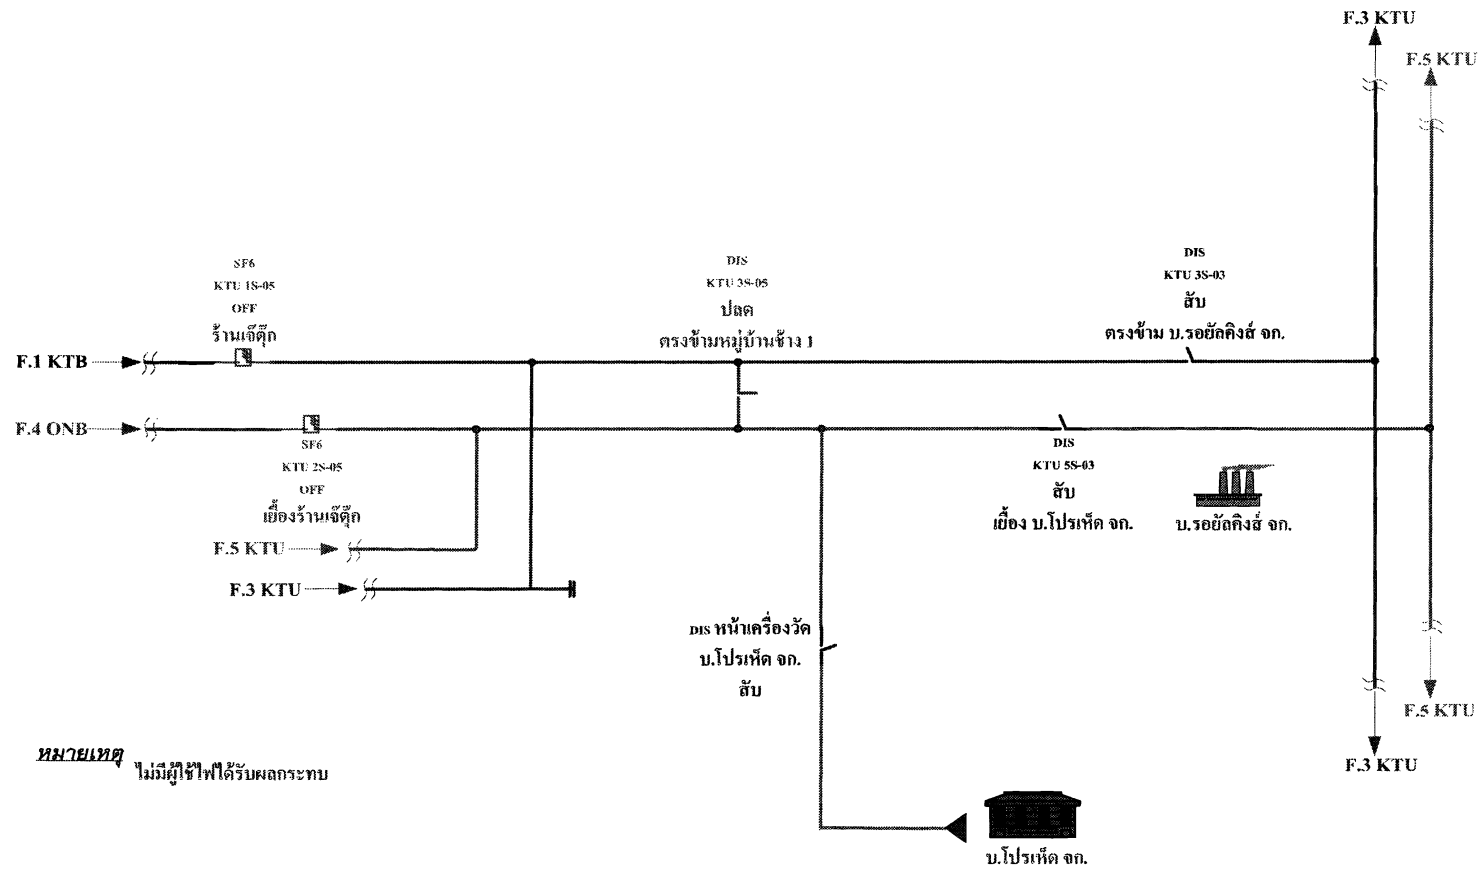 F.3 KTU
F.5 KTU
SF6
KTU 1S-05
OFF
ร้านเจ๊ตุ๊ก
DIS
KTU 3S-05
ปลด
ตรงข้ามหมู่บ้านช้าง 1
DIS
KTU 3S-03
สับ
ตรงข้าม บ.รอยัลคิงส์ จก.
F.1 KTB
F.4 ONB
SF6
KTU 2S-05
OFF
เยื้องร้านเจ๊ตุ๊ก
DIS
KTU 5S-03
สับ
เยื้อง บ.โปรเห็ด จก.
บ.รอยัลคิงส์ จก.
F.5 KTU
F.3 KTU
DIS หน้าเครื่องวัด
บ.โปรเห็ด จก.
สับ
F.5 KTU
F.3 KTU
หมายเหตุ
ไม่มีผู้ใช้ไฟได้รับผลกระทบ
บ.โปรเห็ด จก.